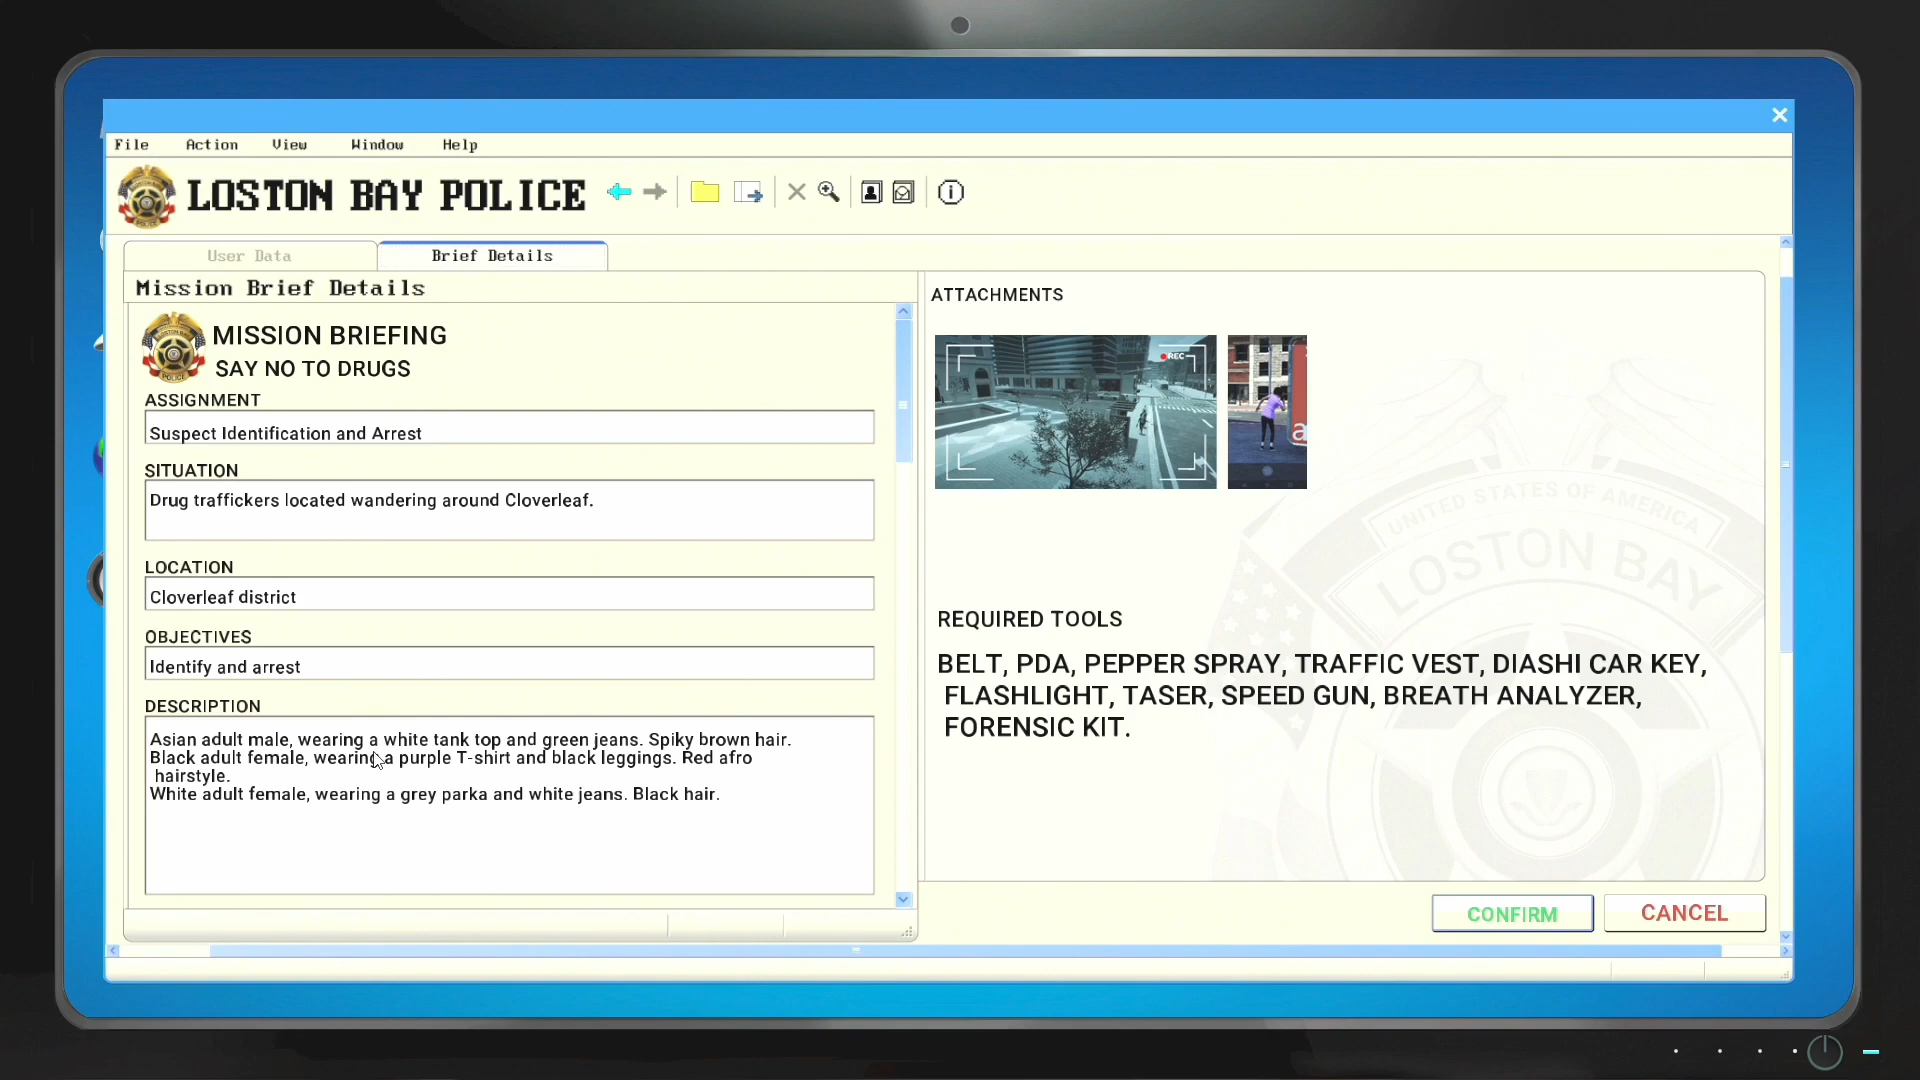 File Action View Window Help
LOSTON BAY POLICE
User Data Brief Details
Mission Brief Details
MISSION BRIEFING
SAY NO TO DRUGS
ASSIGNMENT
Suspect Identification and Arrest
SITUATION
Drug traffickers located wandering around Cloverleaf.
LOCATION
Cloverleaf district
OBJECTIVES
Identify and arrest
DESCRIPTION
Asian adult male, wearing a white tank top and green jeans. Spiky brown hair.
Black adult female, wearing a purple T-shirt and black leggings. Red afro
hairstyle.
White adult female, wearing a grey parka and white jeans. Black hair.
ATTACHMENTS
REC
a
UNITED STATES OF AMERICA
LOSTON BAY
REQUIRED TOOLS
BELT, PDA, PEPPER SPRAY, TRAFFIC VEST, DIASHI CAR KEY,
FLASHLIGHT, TASER, SPEED GUN, BREATH ANALYZER,
FORENSIC KIT.
CONFIRM CANCEL